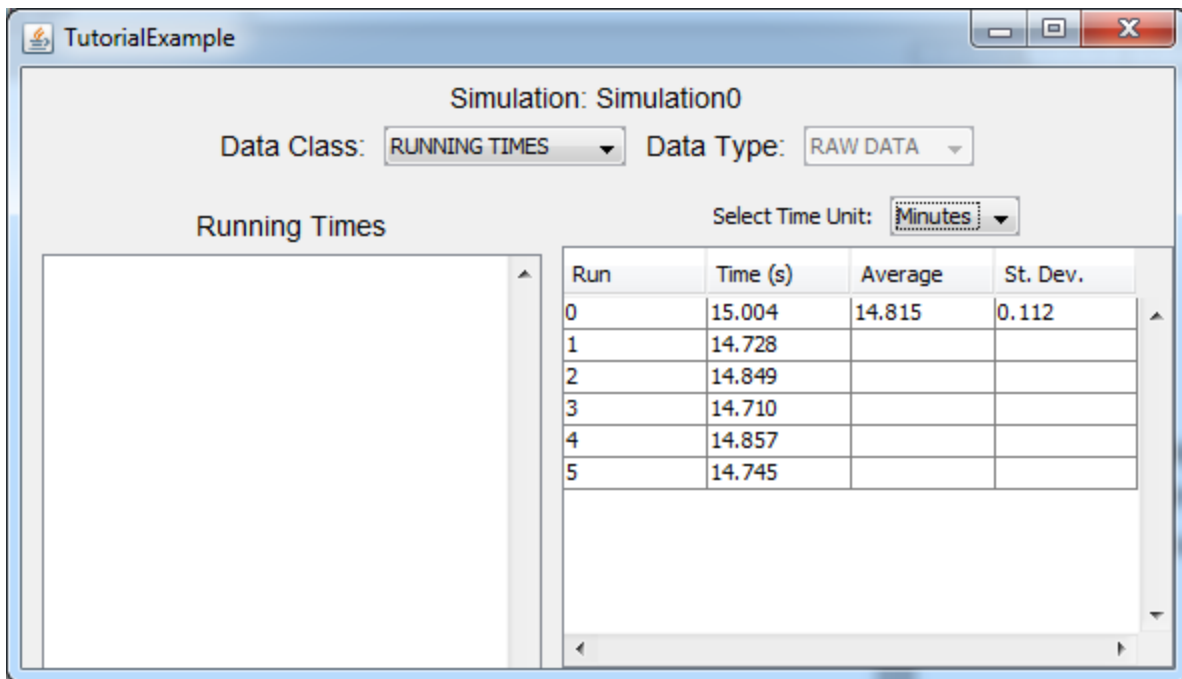 TutorialExample
Simulation: Simulation0
Data Class: RUNNING TIMES Data Type: RAW DATA
Running Times
Select Time Unit: Minutes
Run Time (s) Average St. Dev.
0 15.004 14.815 0.112
1 14.728
2 14.849
3 14.710
4 14.857
5 14.745